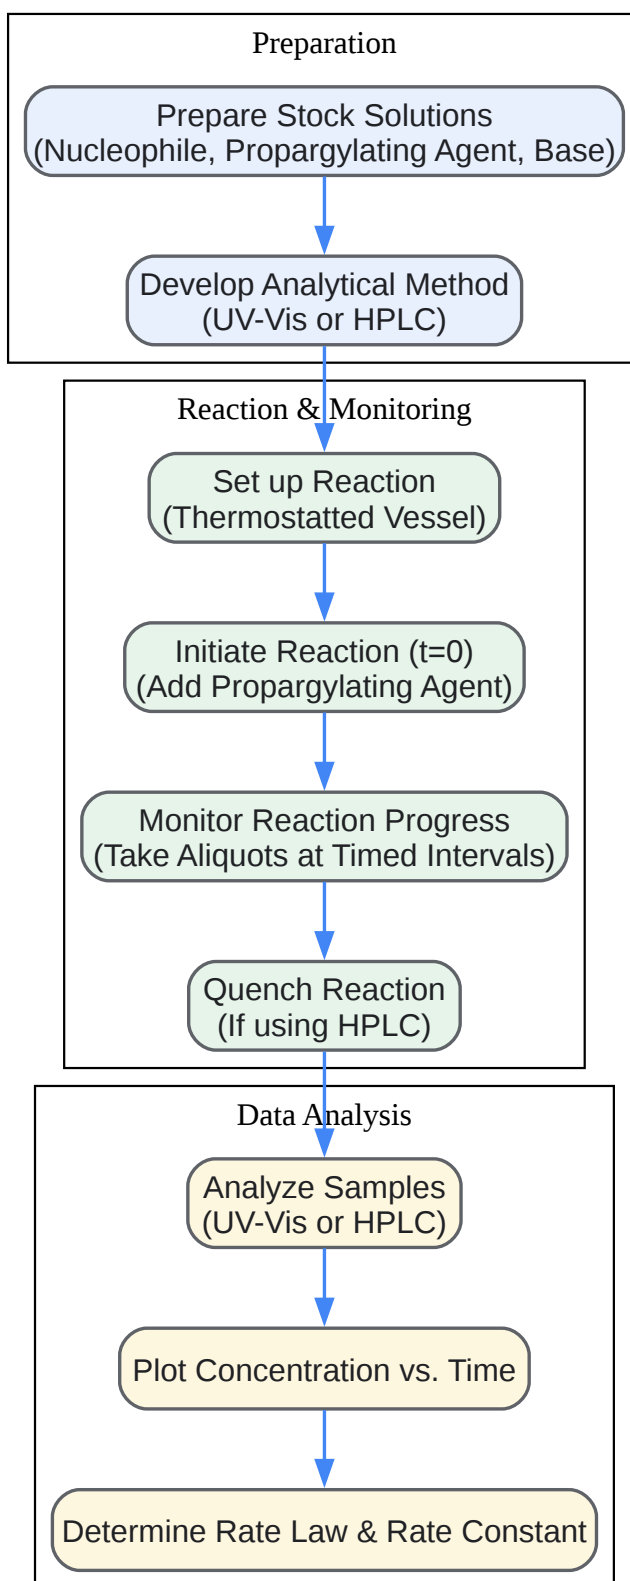 Preparation
Prepare Stock Solutions
(Nucleophile, Propargylating Agent, Base)
Develop Analytical Method
(UV-Vis or HPLC)
Reaction & Monitoring
Set up Reaction
(Thermostatted Vessel)
Initiate Reaction (t=0)
(Add Propargylating Agent)
Monitor Reaction Progress
(Take Aliquots at Timed Intervals)
Quench Reaction
(If using HPLC)
Data Analysis
Analyze Samples
(UV-Vis or HPLC)
Plot Concentration vs. Time
Determine Rate Law & Rate Constant